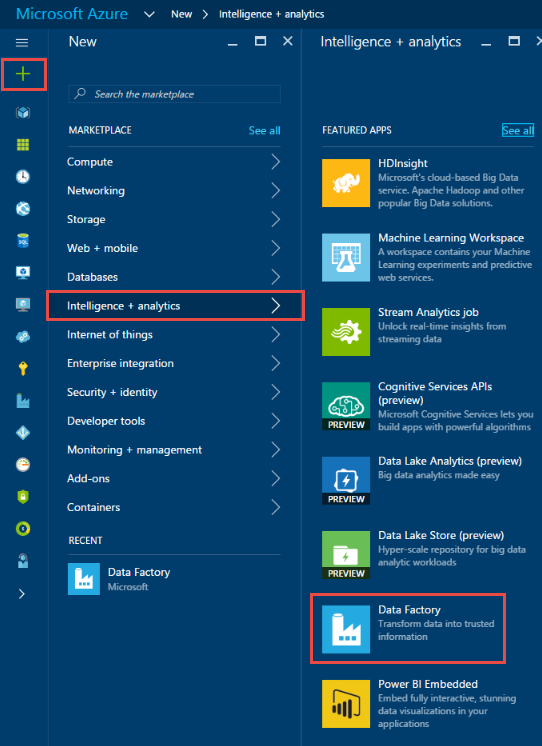 Microsoft Azure New > Intelligence + analytics
New
Search the marketplace
MARKETPLACE See all
Compute
Networking
Storage
Web + mobile
Databases
Intelligence + analytics
Internet of things
Enterprise integration
Security + identity
Developer tools
Monitoring + management
Add-ons
Containers
RECENT
Data Factory
Microsoft
Intelligence + analytics
FEATURED APPS See all
HDInsight
Microsoft's cloud-based Big Data
service. Apache Hadoop and other
popular Big Data solutions.
Machine Learning Workspace
A workspace contains your Machine
Learning experiments and predictive
web services.
Stream Analytics job
Unlock real-time insights from
streaming data
Cognitive Services APIs
(preview)
Microsoft Cognitive Services lets you
build apps with powerful algorithms
PREVIEW
Data Lake Analytics (preview)
Big data analytics made easy
PREVIEW
Data Lake Store (preview)
Hyper-scale repository for big data
analytic workloads
PREVIEW
Data Factory
Transform data into trusted
information
Power BI Embedded
Embed fully interactive, stunning
data visualizations in your
applications
SQL